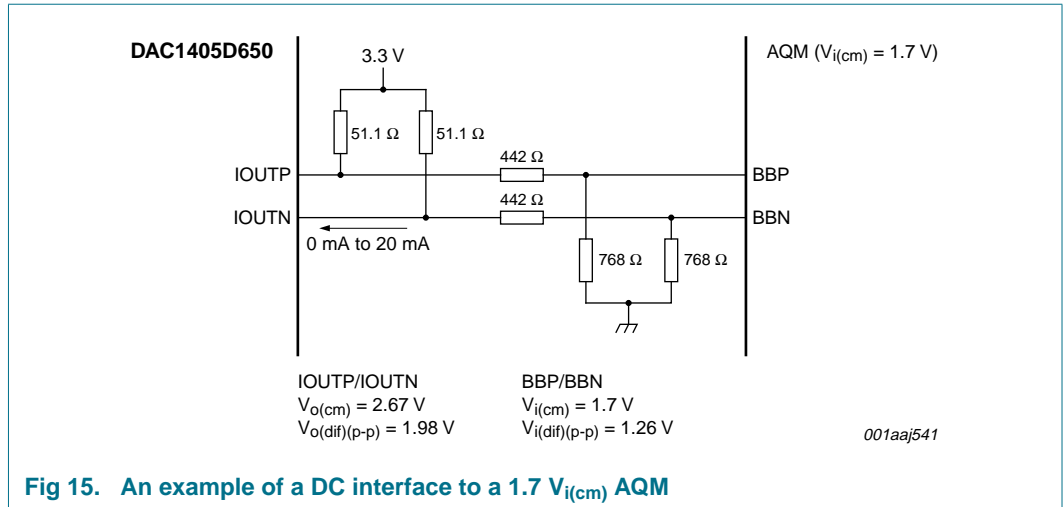 DAC1405D650
3.3 V
AQM (Vi(cm) = 1.7 V)
51.1 Ω
51.1 Ω
442 Ω
IOUTP
BBP
442 Ω
IOUTN
BBN
0 mA to 20 mA
768 Ω
768 Ω
IOUTP/IOUTN
Vo(cm) = 2.67 V
Vo(dif)(p-p) = 1.98 V
BBP/BBN
Vi(cm) = 1.7 V
Vi(dif)(p-p) = 1.26 V
001aaj541
Fig 15. An example of a DC interface to a 1.7 Vi(cm) AQM